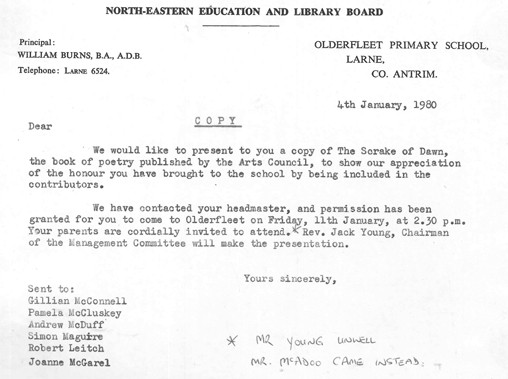 NORTH-EASTERN EDUCATION AND LIBRARY BOARD
Principal:
WILLIAM BURNS, B.A., A.D.B.
Telephone: LARNE 6524.
OLDERFLEET PRIMARY SCHOOL,
LARNE,
CO. ANTRIM.
4th January, 1980
COPY
Dear
We would like to present to you a copy of The Scrake of Dawn,
the book of poetry published by the Arts Council, to show our appreciation
of the honour you have brought to the school by being included in the
contributors.
We have contacted your headmaster, and permission has been
granted for you to come to Olderfleet on Friday, 11th January, at 2.30 p.m.
Your parents are cordially invited to attend.* Rev. Jack Young, Chairman
of the Management Committee will make the presentation.
Yours sincerely,
Sent to:
Gillian McConnell
Pamela McCluskey
Andrew McDuff
Simon Maguire
Robert Leitch
Joanne McGarel
* MR YOUNG UNWELL
MR. McADOO CAME INSTEAD.